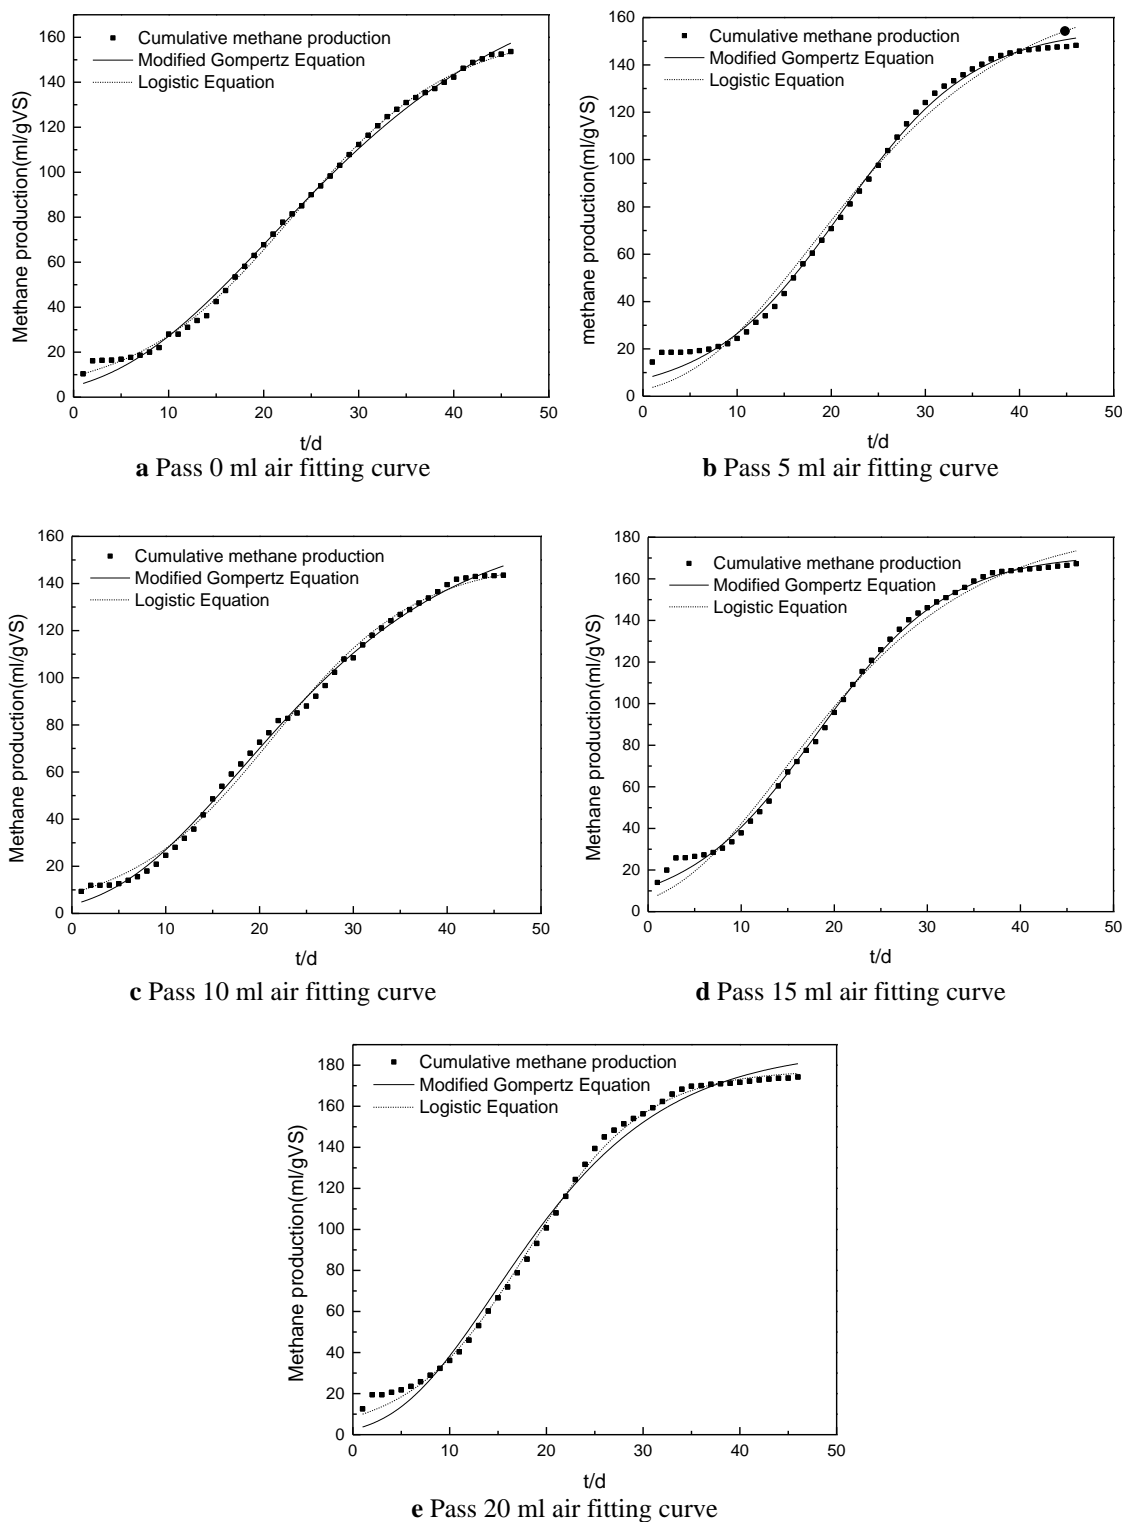 160
140
120
100
80
60
40
20
0
Methane production(ml/gVS)
Cumulative methane production
Modified Gompertz Equation
Logistic Equation
0 10 20 30 40 50
t/d
a Pass 0 ml air fitting curve
160
140
120
100
80
60
40
20
0
methane production(ml/gVS)
Cumulative methane production
Modified Gompertz Equation
Logistic Equation
0 10 20 30 40 50
t/d
b Pass 5 ml air fitting curve
160
140
120
100
80
60
40
20
0
Methane production(ml/gVS)
Cumulative methane production
Modified Gompertz Equation
Logistic Equation
0 10 20 30 40 50
t/d
c Pass 10 ml air fitting curve
180
160
140
120
100
80
60
40
20
0
Methane production(ml/gVS)
Cumulative methane production
Modified Gompertz Equation
Logistic Equation
0 10 20 30 40 50
t/d
d Pass 15 ml air fitting curve
180
160
140
120
100
80
60
40
20
0
Methane production(ml/gVS)
Cumulative methane production
Modified Gompertz Equation
Logistic Equation
0 10 20 30 40 50
t/d
e Pass 20 ml air fitting curve